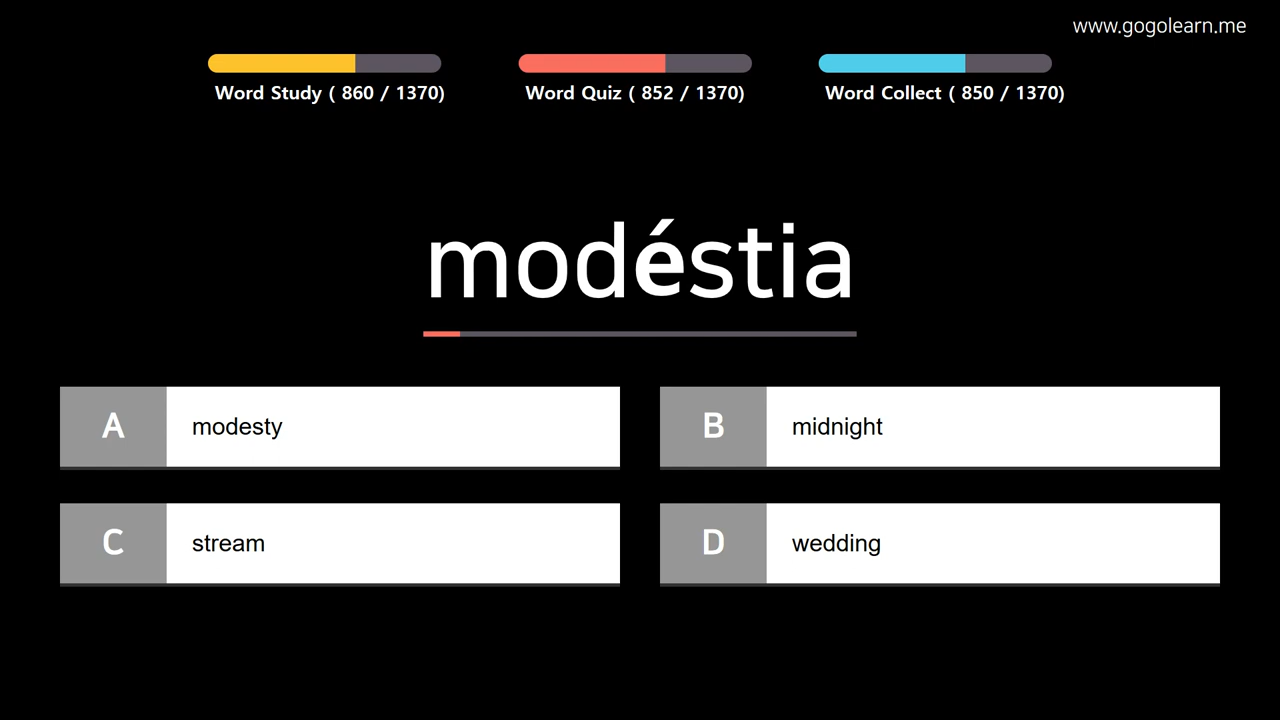 www.gogolearn.me
Word Study ( 860 / 1370)
Word Quiz ( 852 / 1370)
Word Collect ( 850 / 1370)
modéstia
A modesty
B midnight
C stream
D wedding